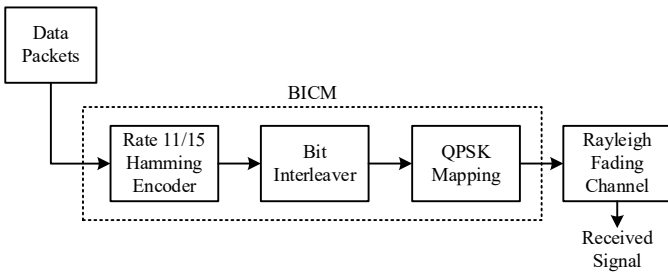 Data
Packets
BICM
Rate 11/15
Hamming
Encoder
Bit
Interleaver
QPSK
Mapping
Rayleigh
Fading
Channel
Received
Signal